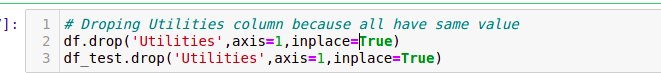 ]: 1 # Droping Utilities column because all have same value
2 df.drop('Utilities',axis=1,inplace=True)
3 df_test.drop('Utilities',axis=1,inplace=True)